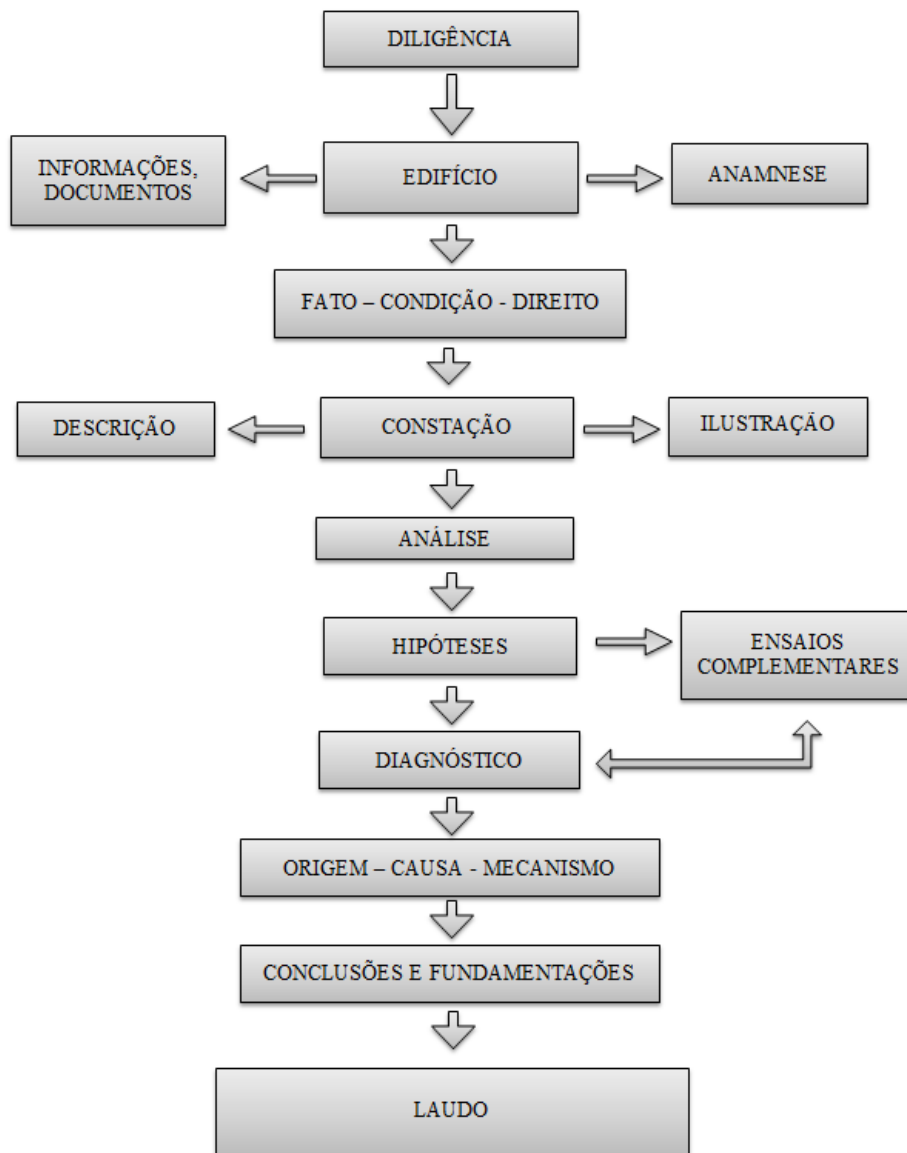 DILIGÊNCIA
INFORMAÇÕES,
DOCUMENTOS
EDIFÍCIO
ANAMNESE
FATO – CONDIÇÃO - DIREITO
DESCRIÇÃO
CONSTAÇÃO
ILUSTRAÇÃO
ANÁLISE
HIPÓTESES
ENSAIOS
COMPLEMENTARES
DIAGNÓSTICO
ORIGEM – CAUSA - MECANISMO
CONCLUSÕES E FUNDAMENTAÇÕES
LAUDO